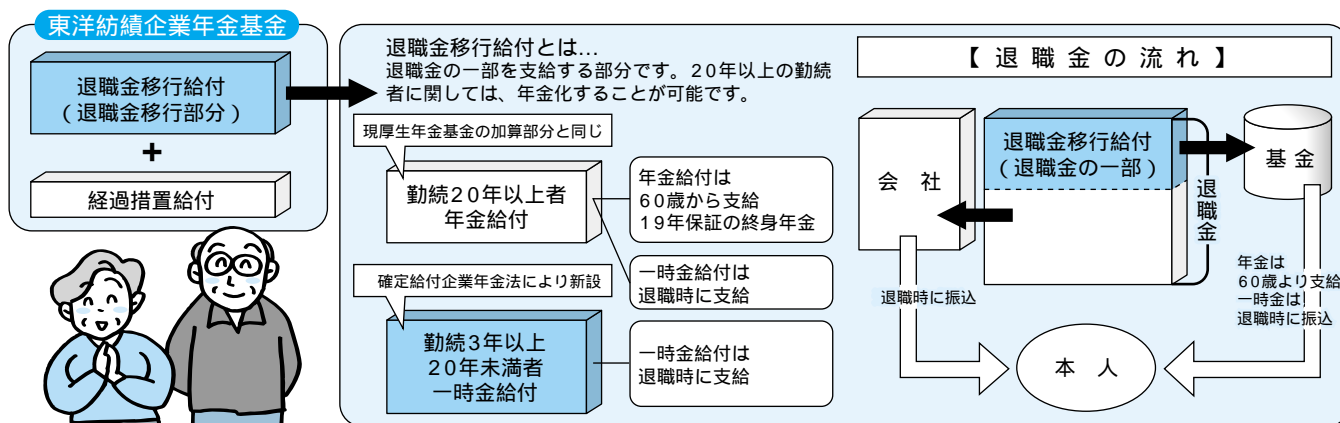 東洋紡績企業年金基金
退職金移行給付
（退職金移行部分）
+
経過措置給付
退職金移行給付とは…
退職金の一部を支給する部分です。20年以上の勤続
者に関しては、年金化することが可能です。
現厚生年金基金の加算部分と同じ
勤続20年以上者
年金給付
年金給付は
60歳から支給
19年保証の終身年金
一時金給付は
退職時に支給
確定給付企業年金法により新設
勤続3年以上
20年未満者
一時金給付
一時金給付は
退職時に支給
【退職金の流れ】
会社
退職金移行給付
（退職金の一部）
退職金
基金
退職時に振込
年金は
60歳より支給
一時金は
退職時に振込
本人